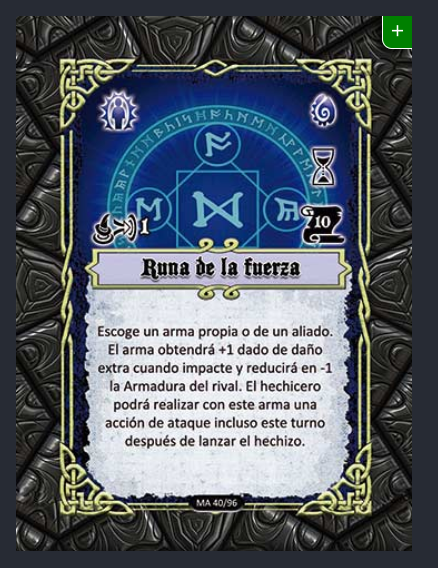 +
1
10
Runa de la fuerza
Escoge un arma propia o de un aliado.
El arma obtendrá +1 dado de daño
extra cuando impacte y reducirá en -1
la Armadura del rival. El hechicero
podrá realizar con este arma una
acción de ataque incluso este turno
después de lanzar el hechizo.
MA 40/96